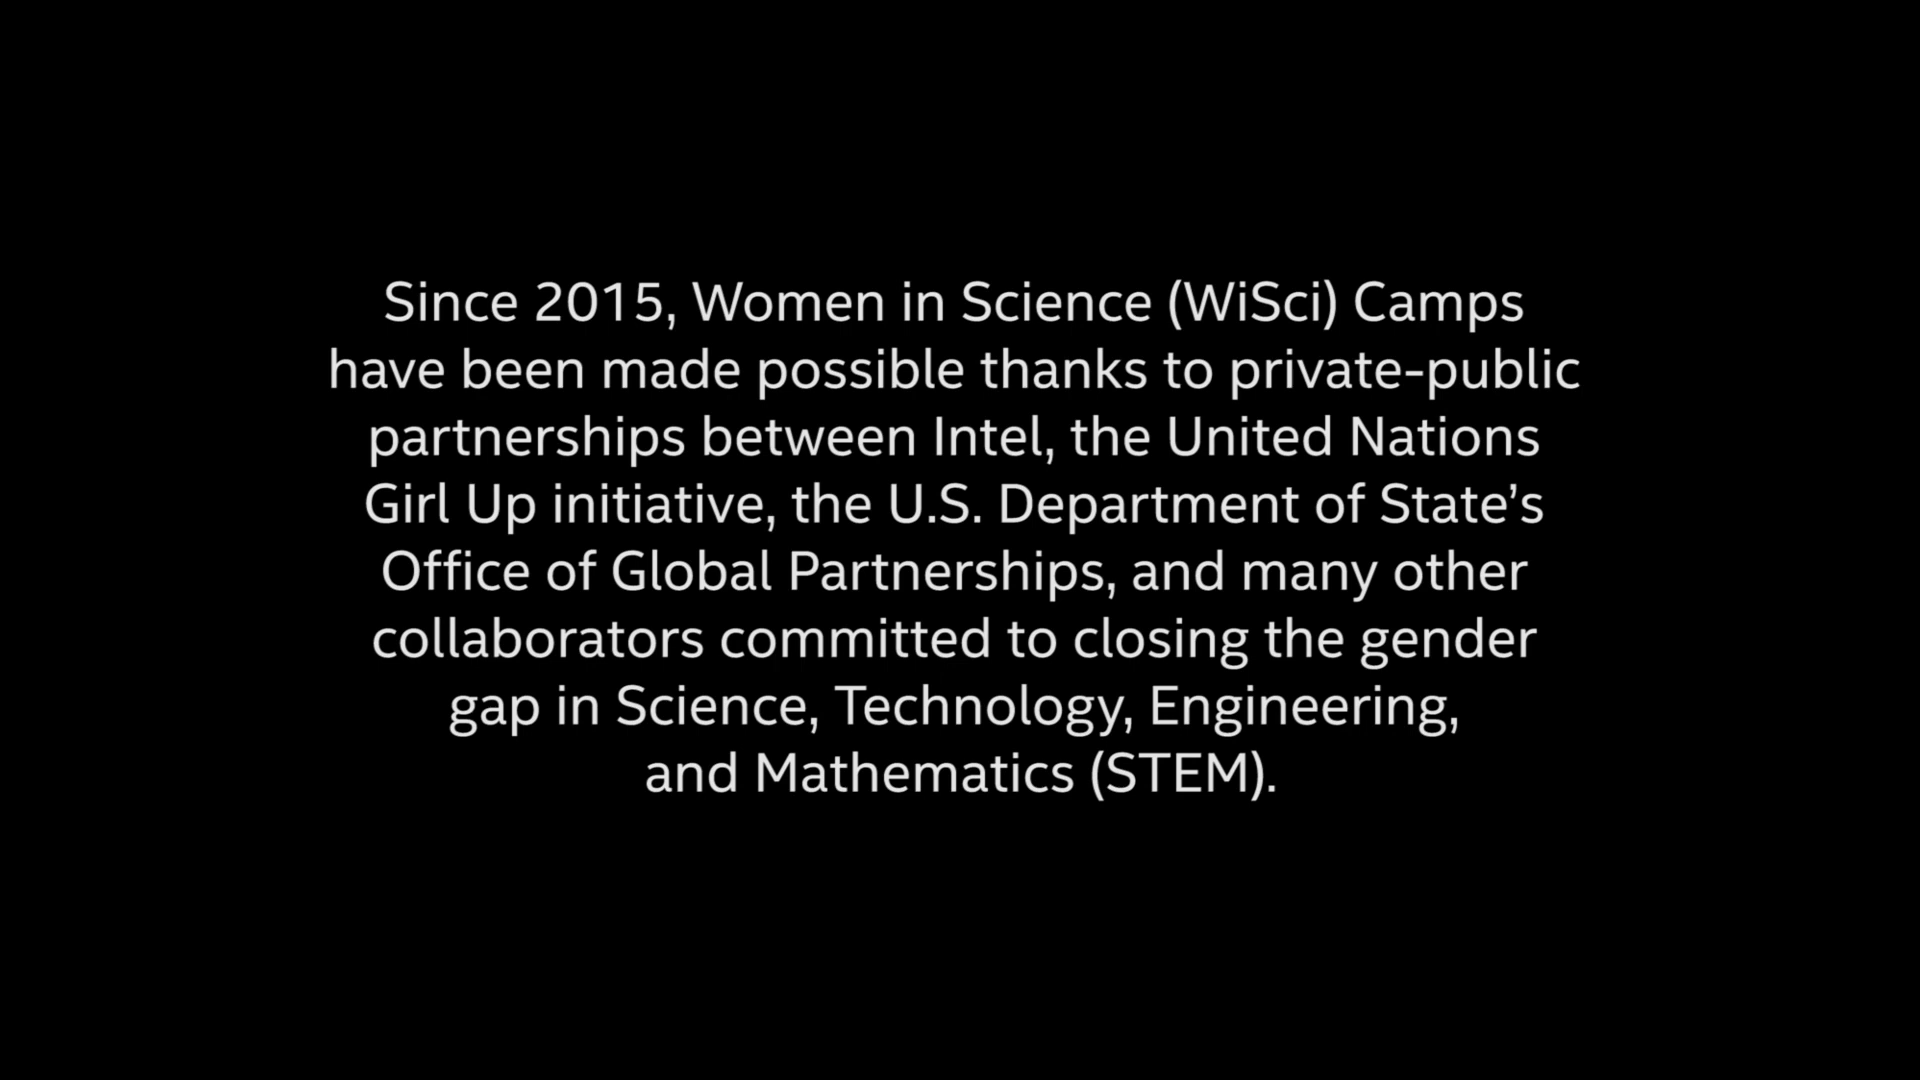 Since 2015, Women in Science (WiSci) Camps
have been made possible thanks to private-public
partnerships between Intel, the United Nations
Girl Up initiative, the U.S. Department of State’s
Office of Global Partnerships, and many other
collaborators committed to closing the gender
gap in Science, Technology, Engineering,
and Mathematics (STEM).